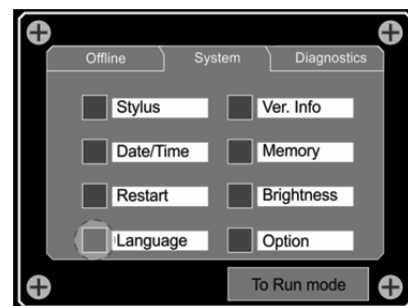 Offline System Diagnostics
Stylus Ver. Info
Date/Time Memory
Restart Brightness
Language Option
To Run mode